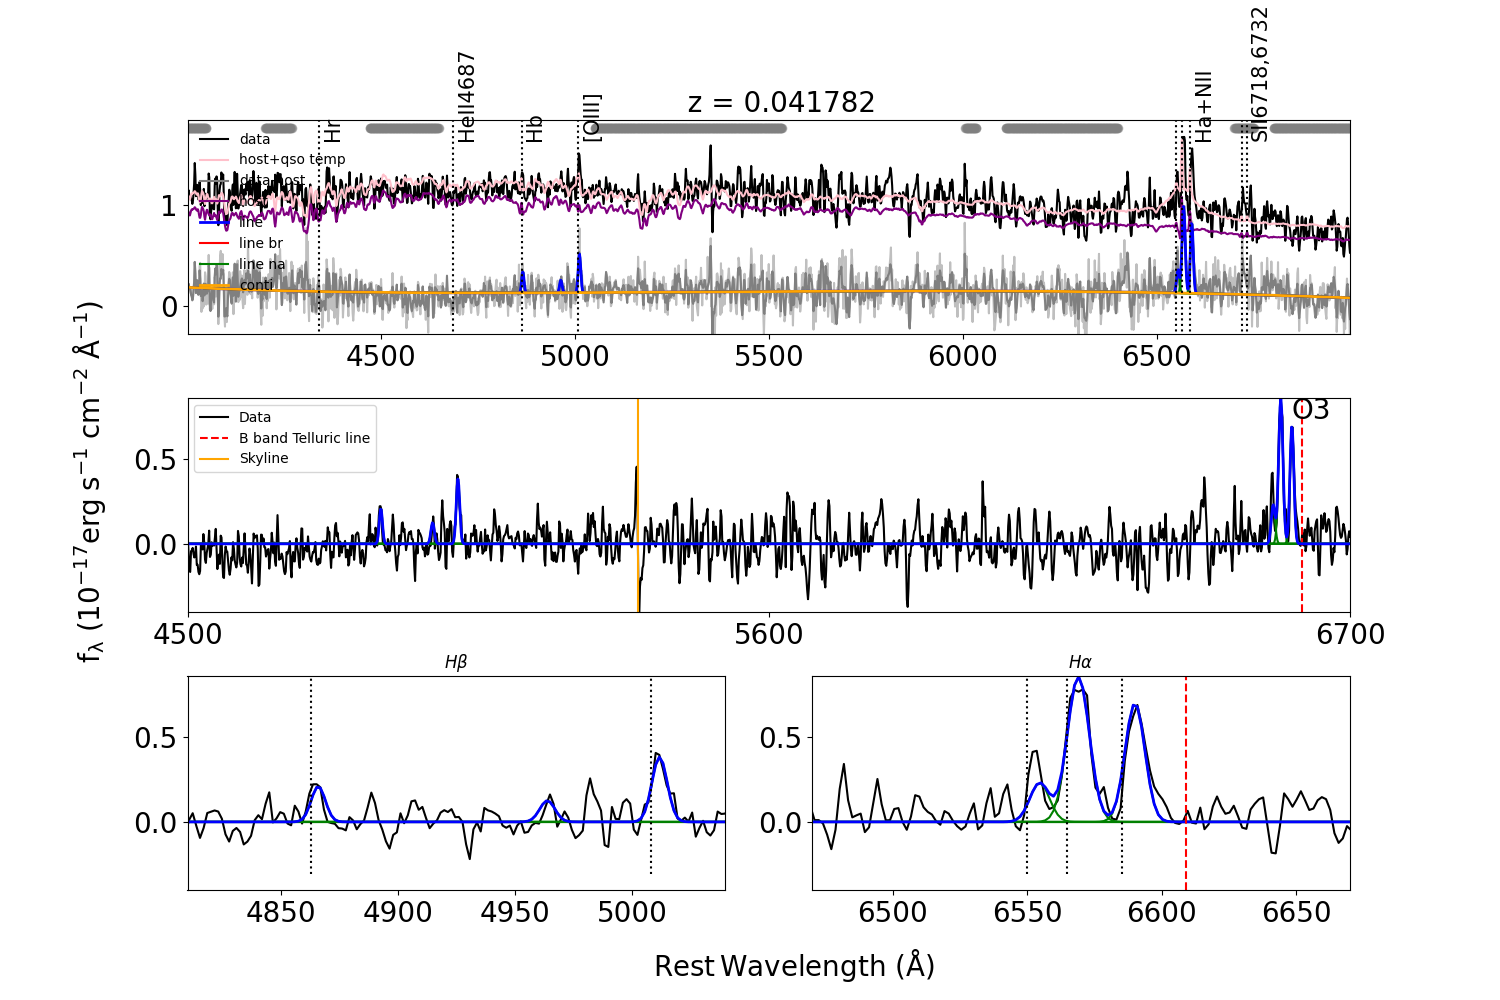 z = 0.041782
Hr
HeII4687
Hb
[OIII]
Ha+NII
SII6718,6732
data
host+qso temp
data-host
host
line
line br
line na
conti
1
0
4500
5000
5500
6000
6500
fλ (10⁻¹⁷erg s⁻¹ cm⁻² Å⁻¹)
Data
B band Telluric line
Skyline
O3
0.5
0.0
4500
5600
6700
Hβ
0.5
0.0
4850
4900
4950
5000
Hα
0.5
0.0
6500
6550
6600
6650
Rest Wavelength (Å)